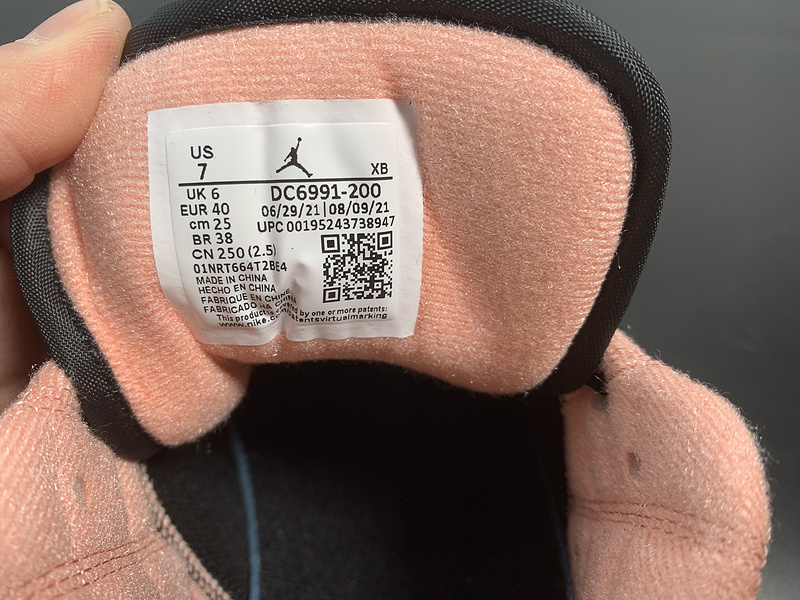 US
7 XB
UK 6 DC6991-200
EUR 40 06/29/21|08/09/21
cm 25 UPC 00195243738947
BR 38
CN 250 (2.5)
01NRT664T2BE4
MADE IN CHINA
HECHO EN CHINA
FABRIQUE EN CHINE
FABRICADO NA CHINA
This product is covered by one or more patents:
www.nike.com/patentsvirtualmarking